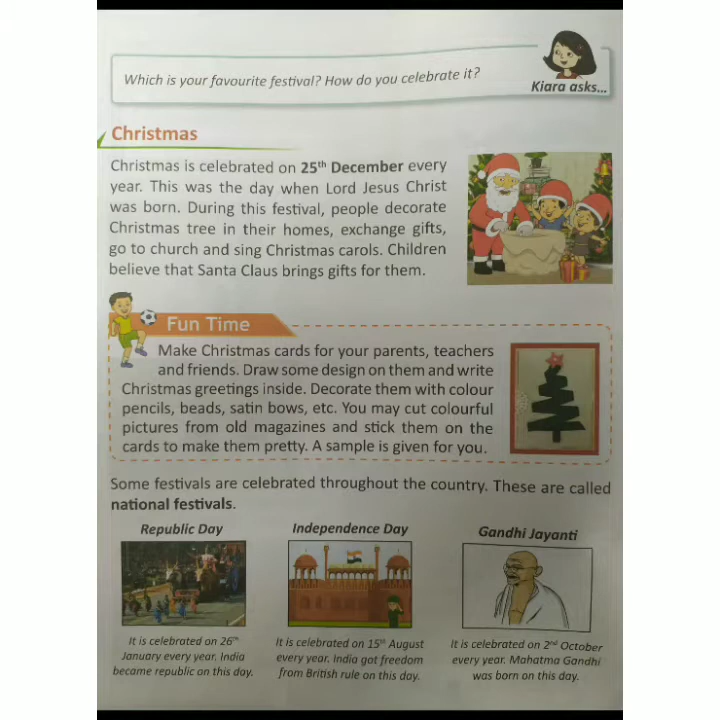 Which is your favourite festival? How do you celebrate it?
Kiara asks...
Christmas
Christmas is celebrated on 25th December every
year. This was the day when Lord Jesus Christ
was born. During this festival, people decorate
Christmas tree in their homes, exchange gifts,
go to church and sing Christmas carols. Children
believe that Santa Claus brings gifts for them.
Fun Time
Make Christmas cards for your parents, teachers
and friends. Draw some design on them and write
Christmas greetings inside. Decorate them with colour
pencils, beads, satin bows, etc. You may cut colourful
pictures from old magazines and stick them on the
cards to make them pretty. A sample is given for you.
Some festivals are celebrated throughout the country. These are called
national festivals.
Republic Day
It is celebrated on 26th
January every year. India
became republic on this day.
Independence Day
It is celebrated on 15th August
every year. India got freedom
from British rule on this day.
Gandhi Jayanti
It is celebrated on 2nd October
every year. Mahatma Gandhi
was born on this day.